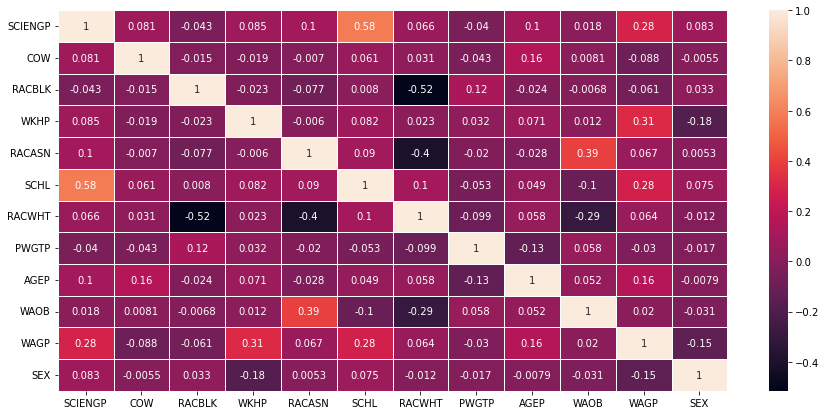 SCIENGP 1 0.081 -0.043 0.085 0.1 0.58 0.066 -0.04 0.1 0.018 0.28 0.083
COW 0.081 1 -0.015 -0.019 -0.007 0.061 0.031 -0.043 0.16 0.0081 -0.088 -0.0055
RACBLK -0.043 -0.015 1 -0.023 -0.077 0.008 -0.52 0.12 -0.024 -0.0068 -0.061 0.033
WKHP 0.085 -0.019 -0.023 1 -0.006 0.082 0.023 0.032 0.071 0.012 0.31 -0.18
RACASN 0.1 -0.007 -0.077 -0.006 1 0.09 -0.4 -0.02 -0.028 0.39 0.067 0.0053
SCHL 0.58 0.061 0.008 0.082 0.09 1 0.1 -0.053 0.049 -0.1 0.28 0.075
RACWHT 0.066 0.031 -0.52 0.023 -0.4 0.1 1 -0.099 0.058 -0.29 0.064 -0.012
PWGTP -0.04 -0.043 0.12 0.032 -0.02 -0.053 -0.099 1 -0.13 0.058 -0.03 -0.017
AGEP 0.1 0.16 -0.024 0.071 -0.028 0.049 0.058 -0.13 1 0.052 0.16 -0.0079
WAOB 0.018 0.0081 -0.0068 0.012 0.39 -0.1 -0.29 0.058 0.052 1 0.02 -0.031
WAGP 0.28 -0.088 -0.061 0.31 0.067 0.28 0.064 -0.03 0.16 0.02 1 -0.15
SEX 0.083 -0.0055 0.033 -0.18 0.0053 0.075 -0.012 -0.017 -0.0079 -0.031 -0.15 1
SCIENGP COW RACBLK WKHP RACASN SCHL RACWHT PWGTP AGEP WAOB WAGP SEX
1.0
0.8
0.6
0.4
0.2
0.0
−0.2
−0.4